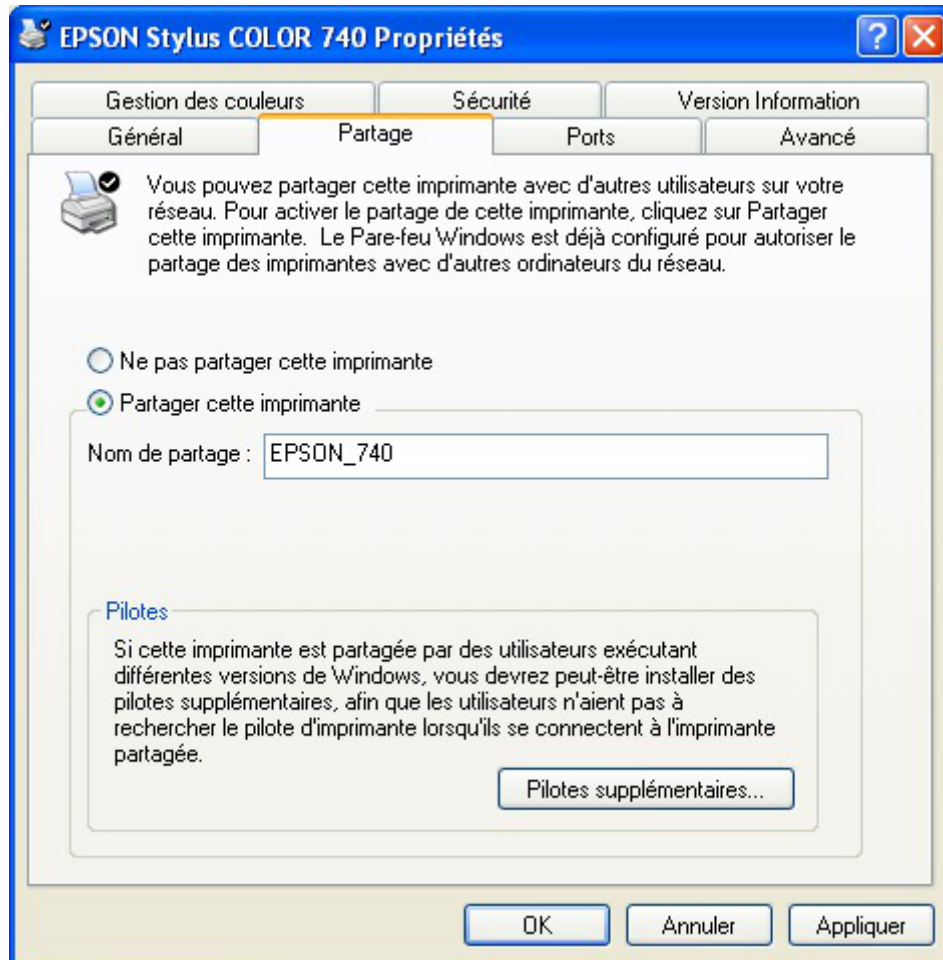 EPSON Stylus COLOR 740 Propriétés
Gestion des couleurs
Sécurité
Version Information
Général
Partage
Ports
Avancé
Vous pouvez partager cette imprimante avec d'autres utilisateurs sur votre
réseau. Pour activer le partage de cette imprimante, cliquez sur Partager
cette imprimante. Le Pare-feu Windows est déjà configuré pour autoriser le
partage des imprimantes avec d'autres ordinateurs du réseau.
Ne pas partager cette imprimante
Partager cette imprimante
Nom de partage : EPSON_740
Pilotes
Si cette imprimante est partagée par des utilisateurs exécutant
différentes versions de Windows, vous devrez peut-être installer des
pilotes supplémentaires, afin que les utilisateurs n'aient pas à
rechercher le pilote d'imprimante lorsqu'ils se connectent à l'imprimante
partagée.
Pilotes supplémentaires...
OK
Annuler
Appliquer